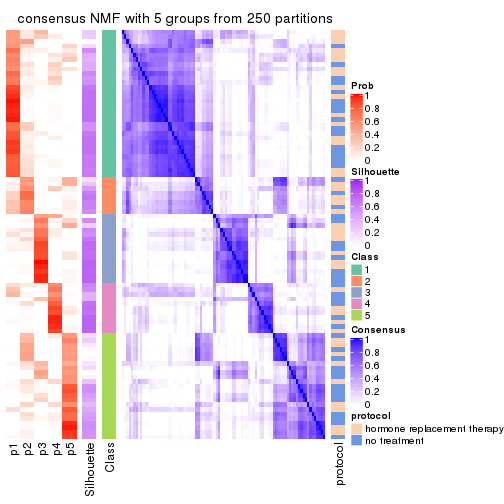 consensus NMF with 5 groups from 250 partitions
Prob
1
0.8
0.6
0.4
0.2
0
Silhouette
1
0.8
0.6
0.4
0.2
0
Class
1
2
3
4
5
Consensus
1
0.8
0.6
0.4
0.2
0
protocol
hormone replacement therapy
no treatment
p1
p2
p3
p4
p5
Silhouette
Class
protocol